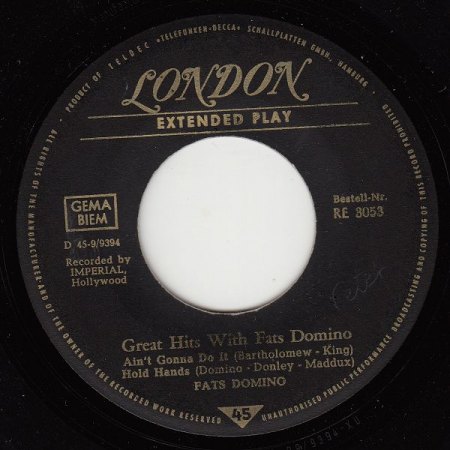 PRODUCT OF TELDEC »TELEFUNKEN-DECCA« SCHALLPLATTEN GMBH, HAMBURG
ALL RIGHTS OF THE MANUFACTURER AND OF THE OWNER OF THE RECORDED WORK RESERVED
UNAUTHORISED PUBLIC PERFORMANCE BROADCASTING AND COPYING OF THIS RECORD PROHIBITED
LONDON
EXTENDED PLAY
GEMA
BIEM
D 45-9/9394
Recorded by
IMPERIAL,
Hollywood
Bestell-Nr.
RE 3053
Great Hits With Fats Domino
Ain't Gonna Do It (Bartholomew - King)
Hold Hands (Domino - Donley - Maddux)
FATS DOMINO
45